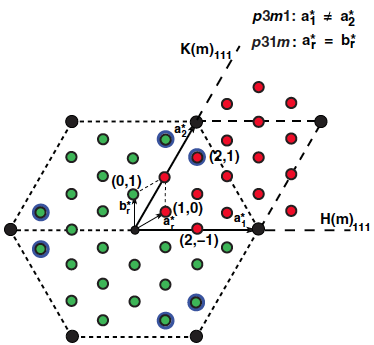 p3m1: a₁* ≠ a₂*
p31m: aᵣ* = bᵣ*
K(m)₁₁₁
a₂*
(2,1)
(0,1)
bᵣ*
(1,0)
aᵣ*
a₁*
H(m)₁₁₁
(2,−1)